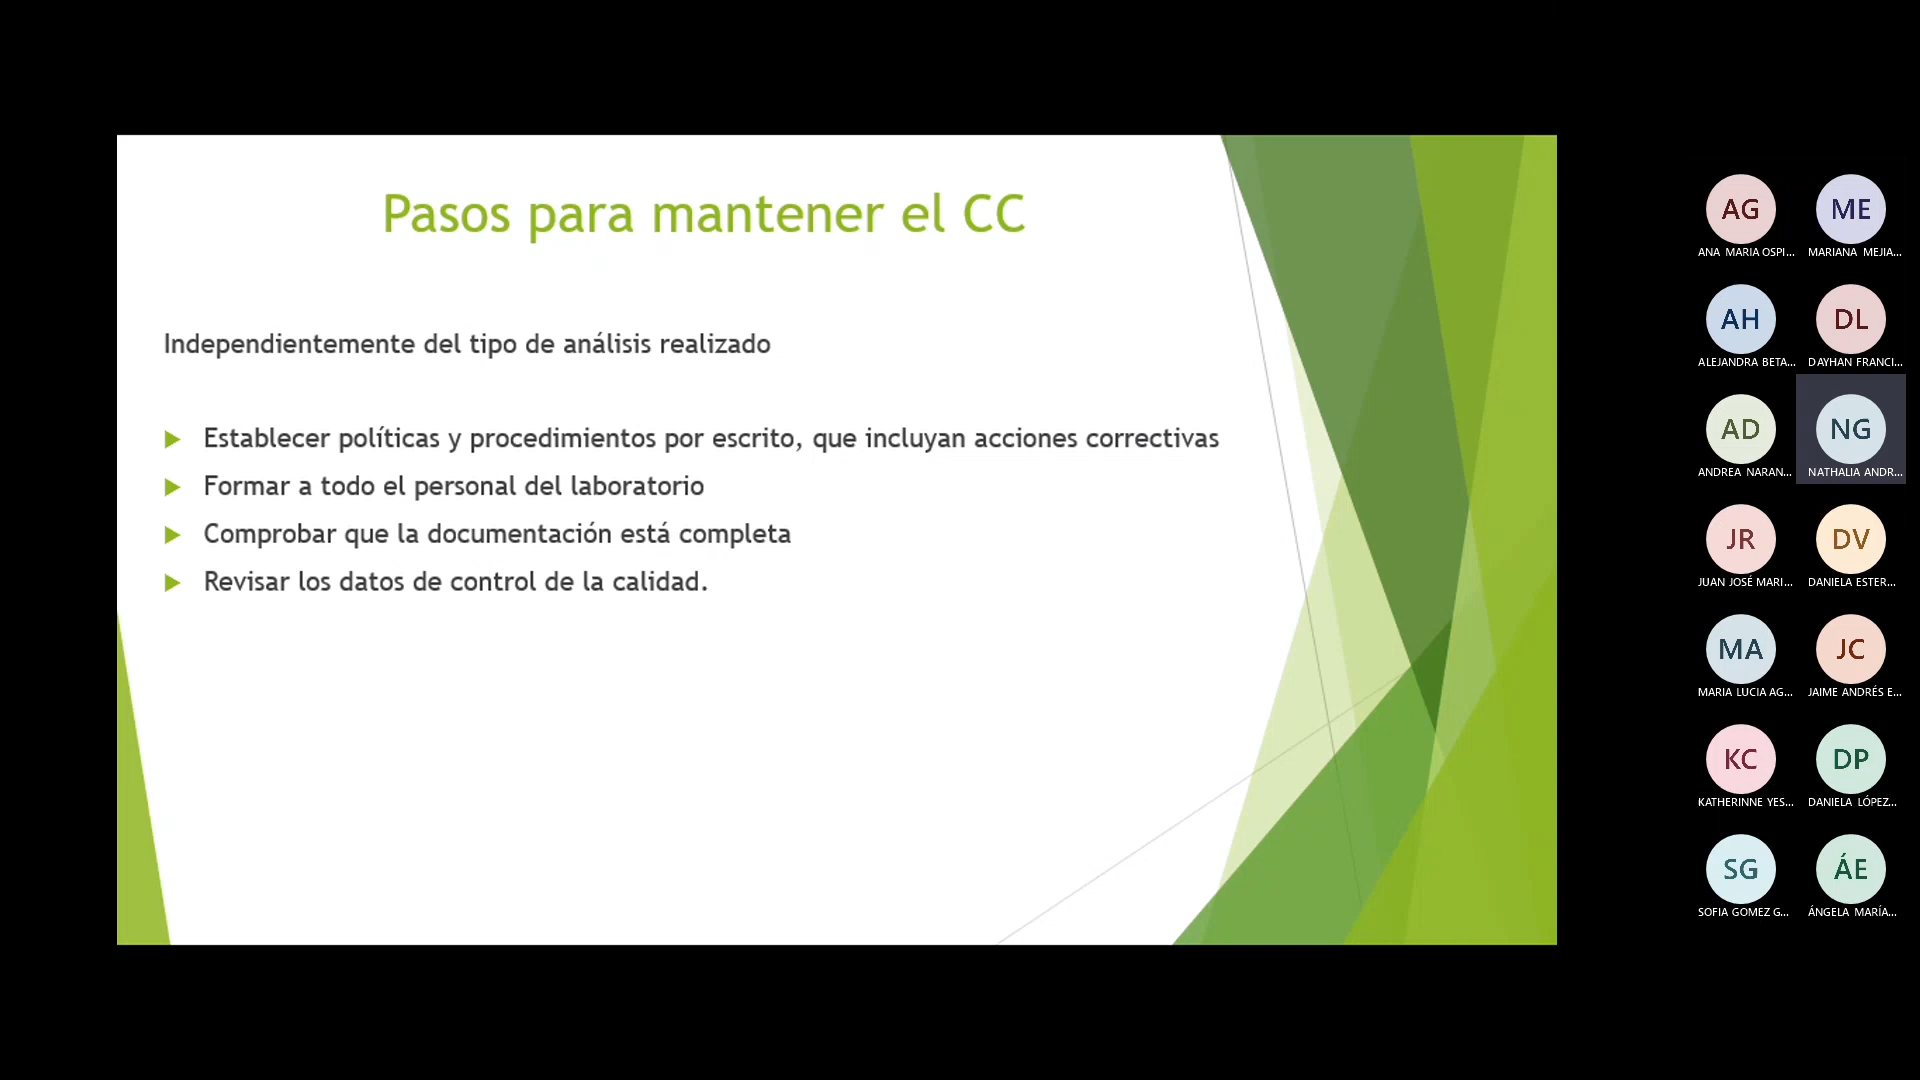 Pasos para mantener el CC
Independientemente del tipo de análisis realizado
Establecer políticas y procedimientos por escrito, que incluyan acciones correctivas
Formar a todo el personal del laboratorio
Comprobar que la documentación está completa
Revisar los datos de control de la calidad.
AG
ME
ANA MARIA OSPI...
MARIANA MEJIA...
AH
DL
ALEJANDRA BETA...
DAYHAN FRANCI...
AD
NG
ANDREA NARAN...
NATHALIA ANDR...
JR
DV
JUAN JOSÉ MARI...
DANIELA ESTER...
MA
JC
MARIA LUCIA AG...
JAIME ANDRÉS E...
KC
DP
KATHERINNE YES...
DANIELA LÓPEZ...
SG
ÁE
SOFIA GOMEZ G...
ÁNGELA MARÍA...